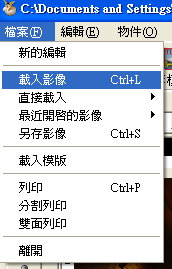 C:\Documents and Settings\
檔案(F) 編輯(E) 物件(O)
新的編輯
載入影像 Ctrl+L
直接載入
最近開啓的影像
另存影像 Ctrl+S
載入模版
列印 Ctrl+P
分割列印
雙面列印
離開